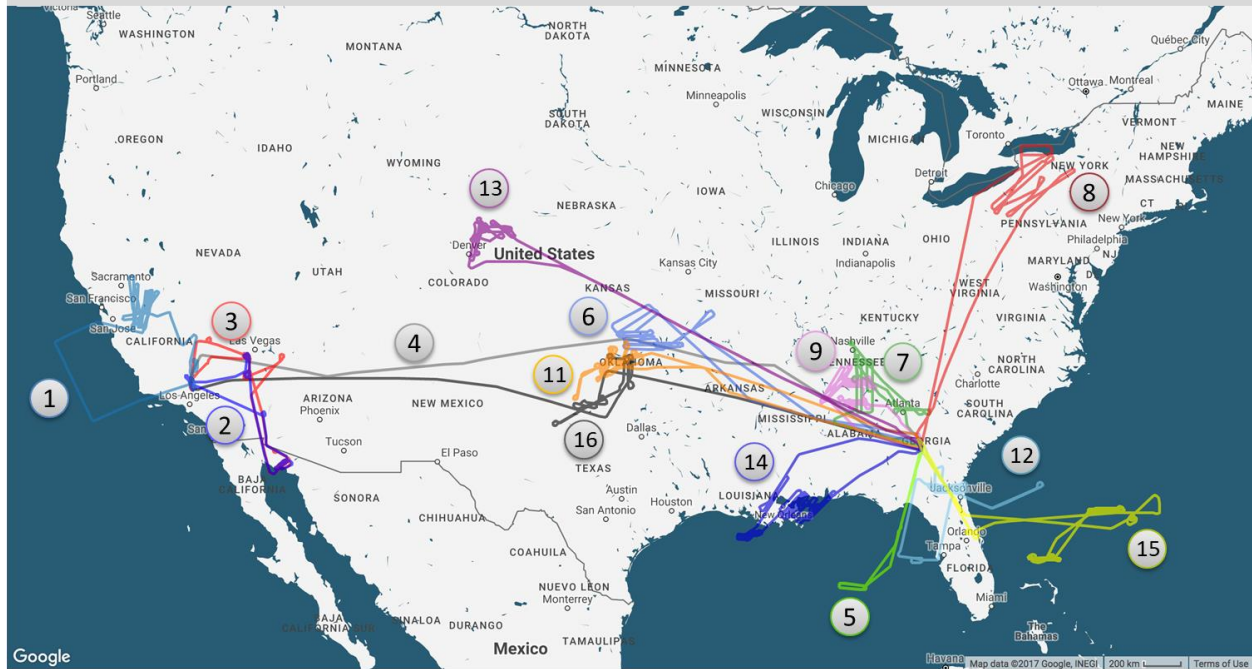 Victoria
Seattle
WASHINGTON
NORTH
DAKOTA
MONTANA
Québec City
MINNESOTA
Ottawa
Montreal
MAINE
Portland
Minneapolis
WISCONSIN
SOUTH
DAKOTA
VERMONT
OREGON
IDAHO
MICHIGAN
Toronto
NEW
HAMPSHIRE
WYOMING
NEW YORK
MASSACHUSETTS
Detroit
13
Chicago
IOWA
8
CT
NEBRASKA
PENNSYLVANIA
New York
Denver
United States
ILLINOIS
INDIANA
OHIO
Philadelphia
NEVADA
Indianapolis
MARYLAND
NJ
UTAH
Kansas City
Sacramento
COLORADO
KANSAS
MISSOURI
WEST
VIRGINIA
Washington
San Francisco
San Jose
3
6
KENTUCKY
VIRGINIA
CALIFORNIA
Las Vegas
4
Nashville
9
7
TENNESSEE
OKLAHOMA
NORTH
CAROLINA
11
Charlotte
1
Los Angeles
ARIZONA
NEW MEXICO
ARKANSAS
Atlanta
SOUTH
CAROLINA
Phoenix
MISSISSIPPI
2
16
Dallas
ALABAMA
GEORGIA
Tucson
El Paso
14
12
TEXAS
BAJA
CALIFORNIA
SONORA
Austin
LOUISIANA
Jacksonville
Houston
San Antonio
New Orleans
CHIHUAHUA
Orlando
COAHUILA
Tampa
15
FLORIDA
NUEVO LEON
Monterrey
Miami
5
BAJA
CALIFORNIA SUR
SINALOA
DURANGO
The
Bahamas
Mexico
TAMAULIPAS
Google
Havana
Map data ©2017 Google, INEGI
200 km
Terms of Use